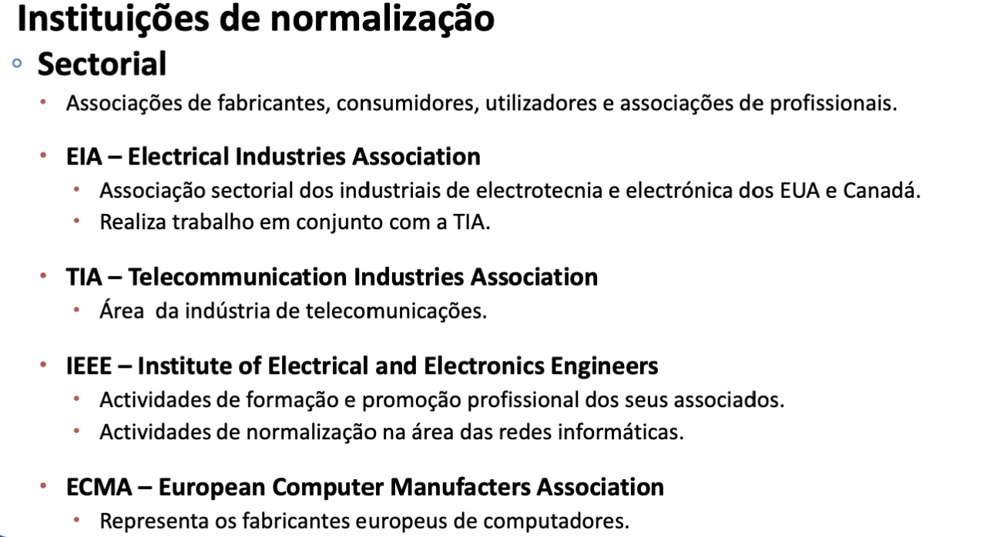 Instituições de normalização
Sectorial
Associações de fabricantes, consumidores, utilizadores e associações de profissionais.
EIA – Electrical Industries Association
Associação sectorial dos industriais de electrotecnia e electrónica dos EUA e Canadá.
Realiza trabalho em conjunto com a TIA.
TIA – Telecommunication Industries Association
Área  da indústria de telecomunicações.
IEEE – Institute of Electrical and Electronics Engineers
Actividades de formação e promoção profissional dos seus associados.
Actividades de normalização na área das redes informáticas.
ECMA – European Computer Manufacters Association
Representa os fabricantes europeus de computadores.